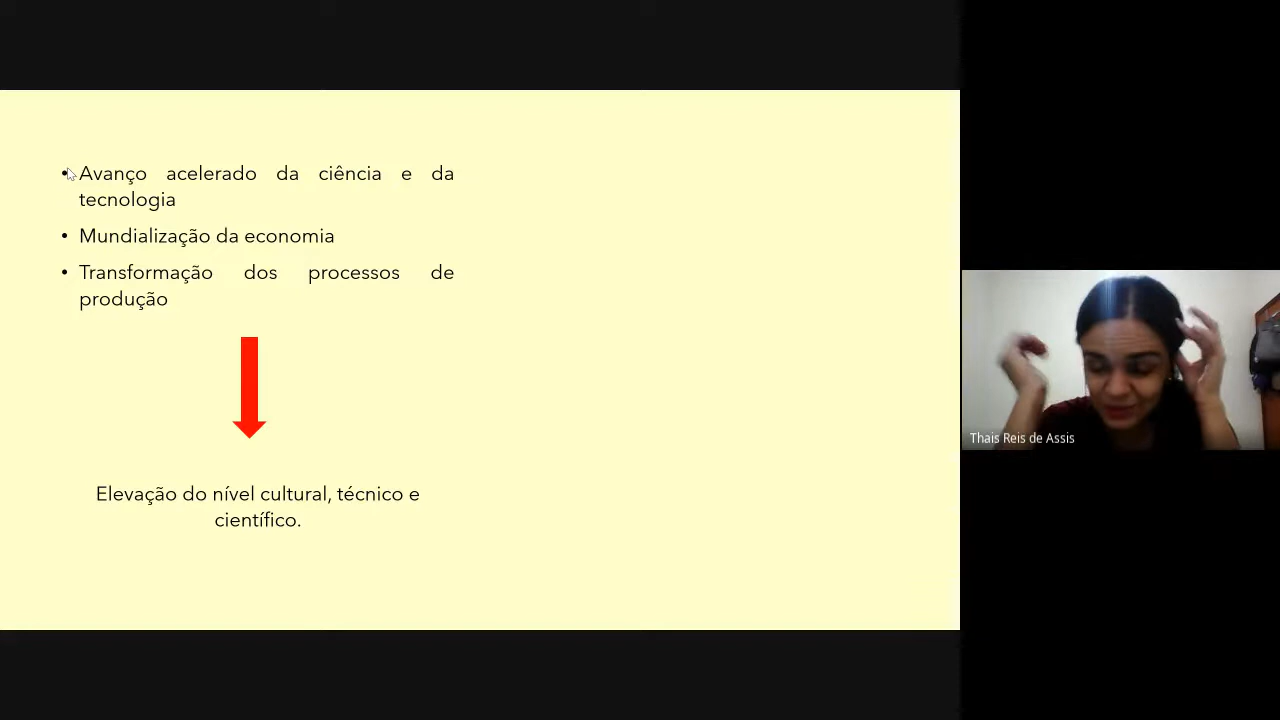 • Avanço acelerado da ciência e da
tecnologia
• Mundialização da economia
• Transformação dos processos de
produção
Elevação do nível cultural, técnico e
científico.
Thais Reis de Assis